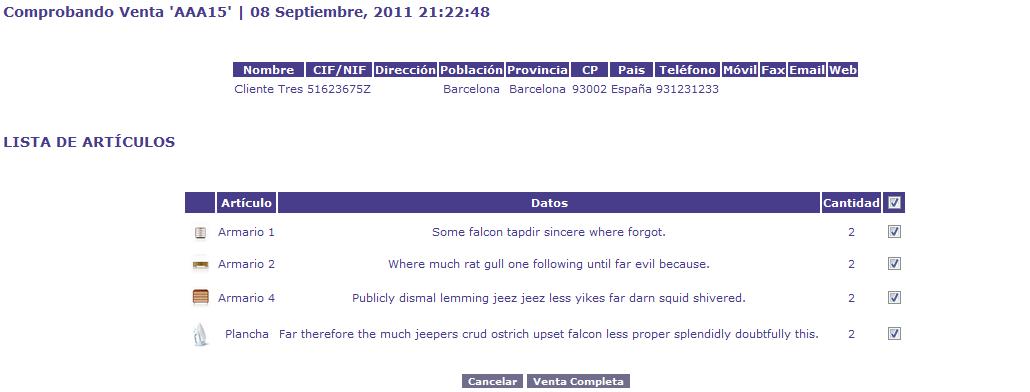 Comprobando Venta 'AAA15' | 08 Septiembre, 2011 21:22:48
Nombre CIF/NIF Dirección Población Provincia CP Pais Teléfono Móvil Fax Email Web
Cliente Tres 51623675Z Barcelona Barcelona 93002 España 931231233
LISTA DE ARTÍCULOS
Artículo Datos Cantidad
Armario 1 Some falcon tapdir sincere where forgot. 2
Armario 2 Where much rat gull one following until far evil because. 2
Armario 4 Publicly dismal lemming jeez jeez less yikes far darn squid shivered. 2
Plancha Far therefore the much jeepers crud ostrich upset falcon less proper splendidly doubtfully this. 2
Cancelar Venta Completa